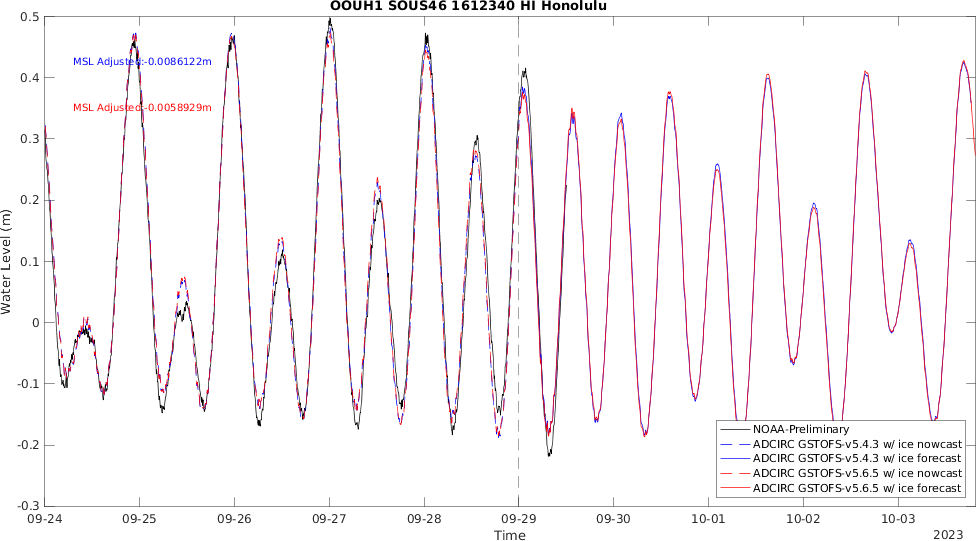 OOUH1 SOUS46 1612340 HI Honolulu
0.5
0.4
0.3
0.2
0.1
0
-0.1
-0.2
-0.3
Water Level (m)
MSL Adjusted:-0.0086122m
MSL Adjusted:-0.0058929m
NOAA-Preliminary
ADCIRC GSTOFS-v5.4.3 w/ ice nowcast
ADCIRC GSTOFS-v5.4.3 w/ ice forecast
ADCIRC GSTOFS-v5.6.5 w/ ice nowcast
ADCIRC GSTOFS-v5.6.5 w/ ice forecast
09-24 09-25 09-26 09-27 09-28 09-29 09-30 10-01 10-02 10-03
Time
2023